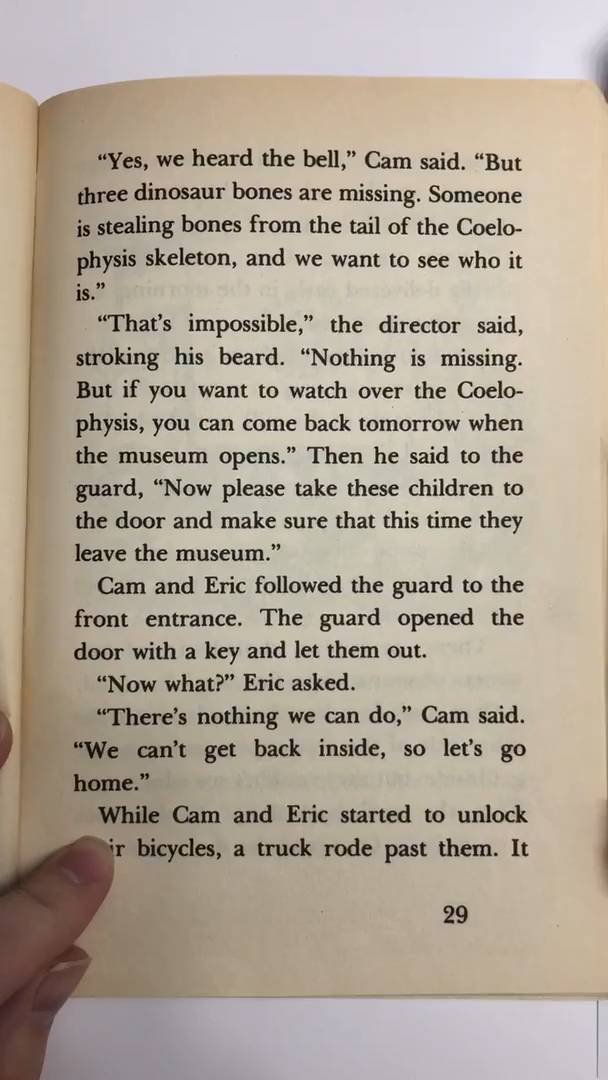 “Yes, we heard the bell,” Cam said. “But
three dinosaur bones are missing. Someone
is stealing bones from the tail of the Coelo-
physis skeleton, and we want to see who it
is.”
“That’s impossible,” the director said,
stroking his beard. “Nothing is missing.
But if you want to watch over the Coelo-
physis, you can come back tomorrow when
the museum opens.” Then he said to the
guard, “Now please take these children to
the door and make sure that this time they
leave the museum.”
Cam and Eric followed the guard to the
front entrance. The guard opened the
door with a key and let them out.
“Now what?” Eric asked.
“There’s nothing we can do,” Cam said.
“We can’t get back inside, so let’s go
home.”
While Cam and Eric started to unlock
bicycles, a truck rode past them. It
29